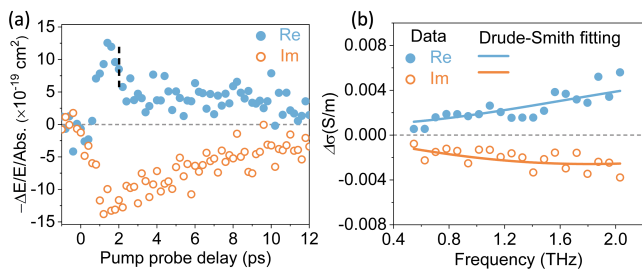 (a)
Re
Im
−ΔE/E/Abs. (×10⁻¹⁹ cm²)
15
10
5
0
-5
-10
-15
0 2 4 6 8 10 12
Pump probe delay (ps)
(b)
Data Drude-Smith fitting
Re
Im
Δσ(S/m)
0.008
0.004
0.000
-0.004
-0.008
0.4 0.8 1.2 1.6 2.0
Frequency (THz)